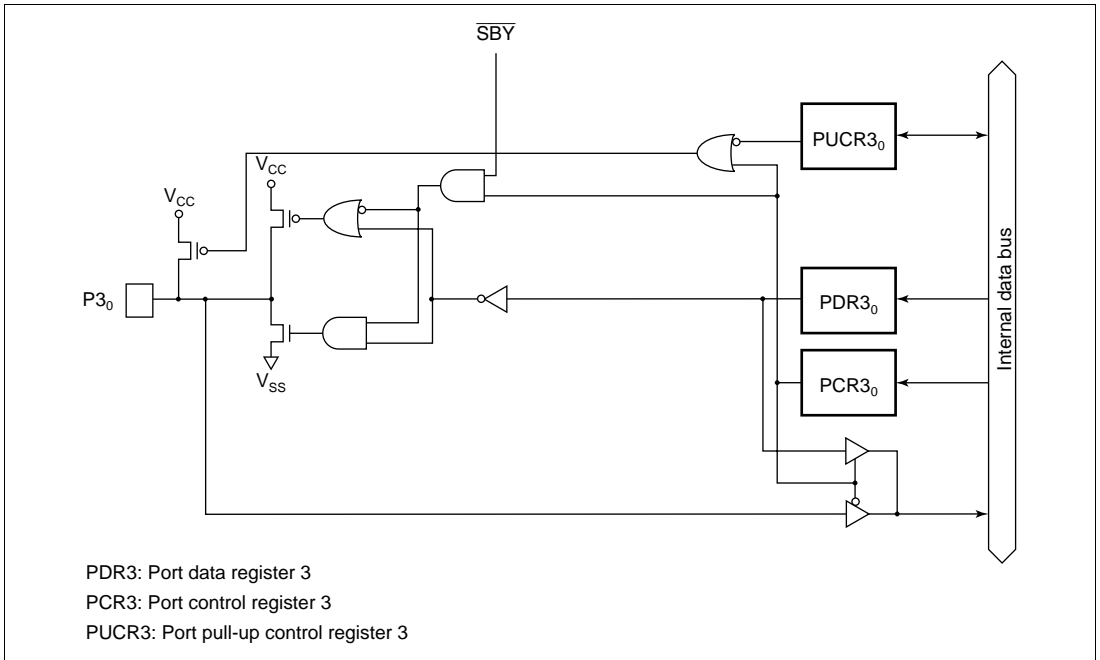 SBY
PUCR3₀
V_CC
V_CC
P3₀
PDR3₀
V_SS
PCR3₀
Internal data bus
PDR3: Port data register 3
PCR3: Port control register 3
PUCR3: Port pull-up control register 3